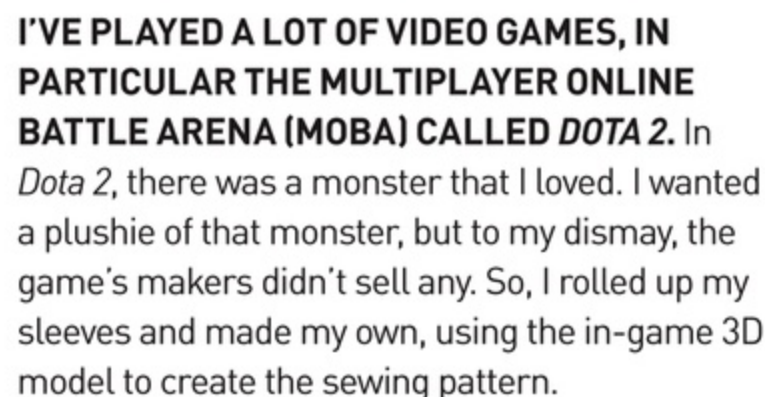 I'VE PLAYED A LOT OF VIDEO GAMES, IN
PARTICULAR THE MULTIPLAYER ONLINE
BATTLE ARENA (MOBA) CALLED DOTA 2. In
Dota 2, there was a monster that I loved. I wanted
a plushie of that monster, but to my dismay, the
game's makers didn't sell any. So, I rolled up my
sleeves and made my own, using the in-game 3D
model to create the sewing pattern.